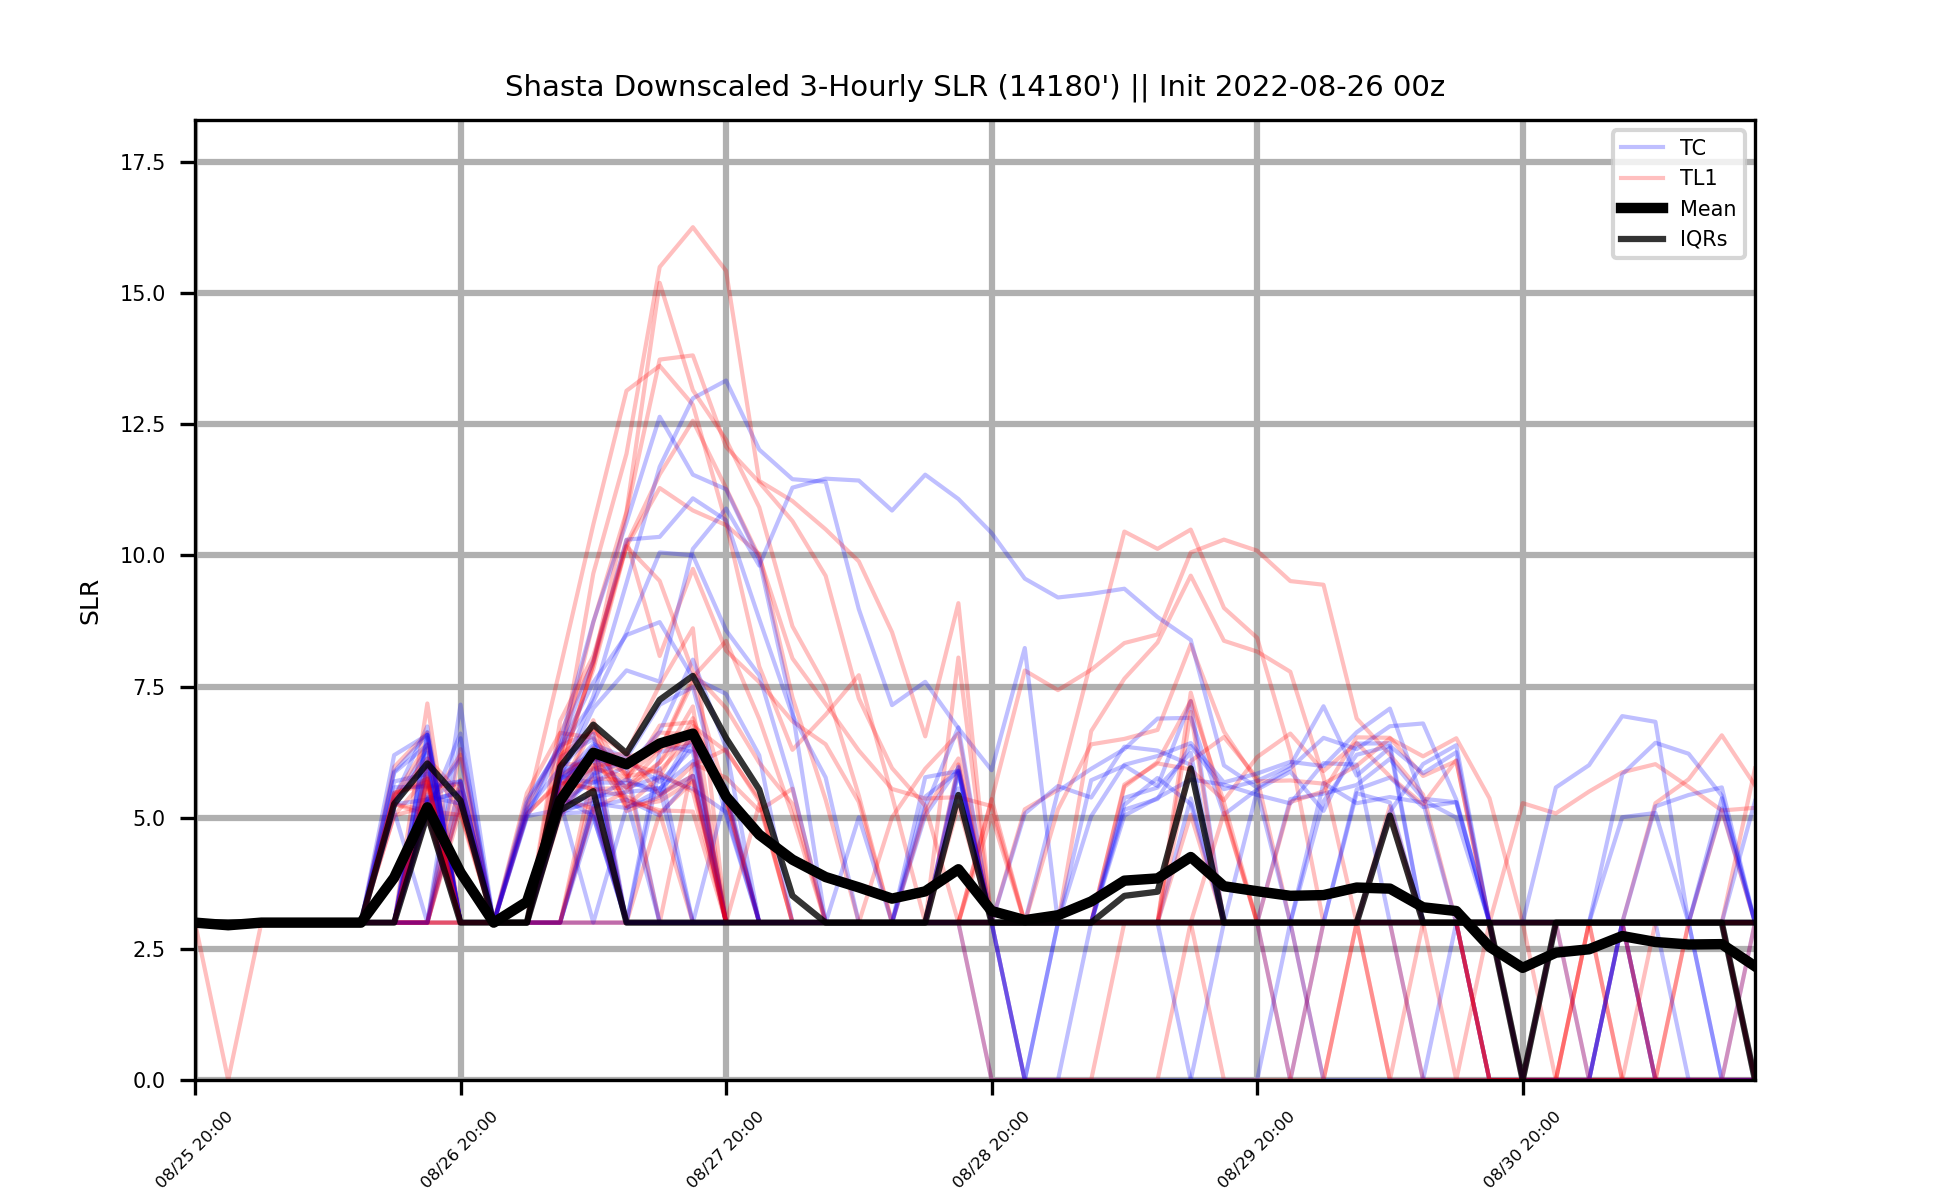 Shasta Downscaled 3-Hourly SLR (14180') || Init 2022-08-26 00z
TC
TL1
Mean
IQRs
SLR
17.5
15.0
12.5
10.0
7.5
5.0
2.5
0.0
08/25 20:00
08/26 20:00
08/27 20:00
08/28 20:00
08/29 20:00
08/30 20:00